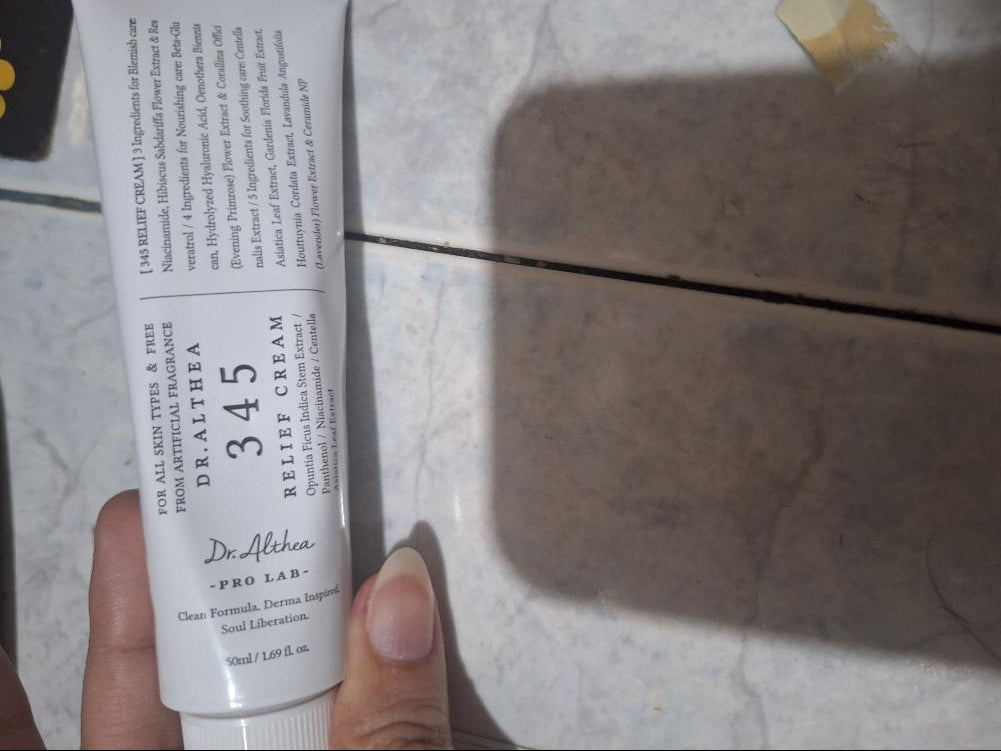 [ 345 RELIEF CREAM ] 3 Ingredients for Blemish care:
Niacinamide, Hibiscus Sabdariffa Flower Extract & Res
veratrol / 4 Ingredients for Nourishing care: Beta-Glu
can, Hydrolyzed Hyaluronic Acid, Oenothera Biennis
(Evening Primrose) Flower Extract & Corallina Offici
nalis Extract / 5 Ingredients for Soothing care: Centella
Asiatica Leaf Extract, Gardenia Florida Fruit Extract,
Houttuynia Cordata Extract, Lavandula Angustifolia
(Lavender) Flower Extract & Ceramide NP
FOR ALL SKIN TYPES & FREE
FROM ARTIFICIAL FRAGRANCE
DR.ALTHEA
345
RELIEF CREAM
Opuntia Ficus Indica Stem Extract /
Panthenol / Niacinamide / Centella
Asiatica Leaf Extract
Dr.Althea
-PRO LAB-
Clean Formula. Derma Inspired.
Soul Liberation.
50ml / 1.69 fl. oz.